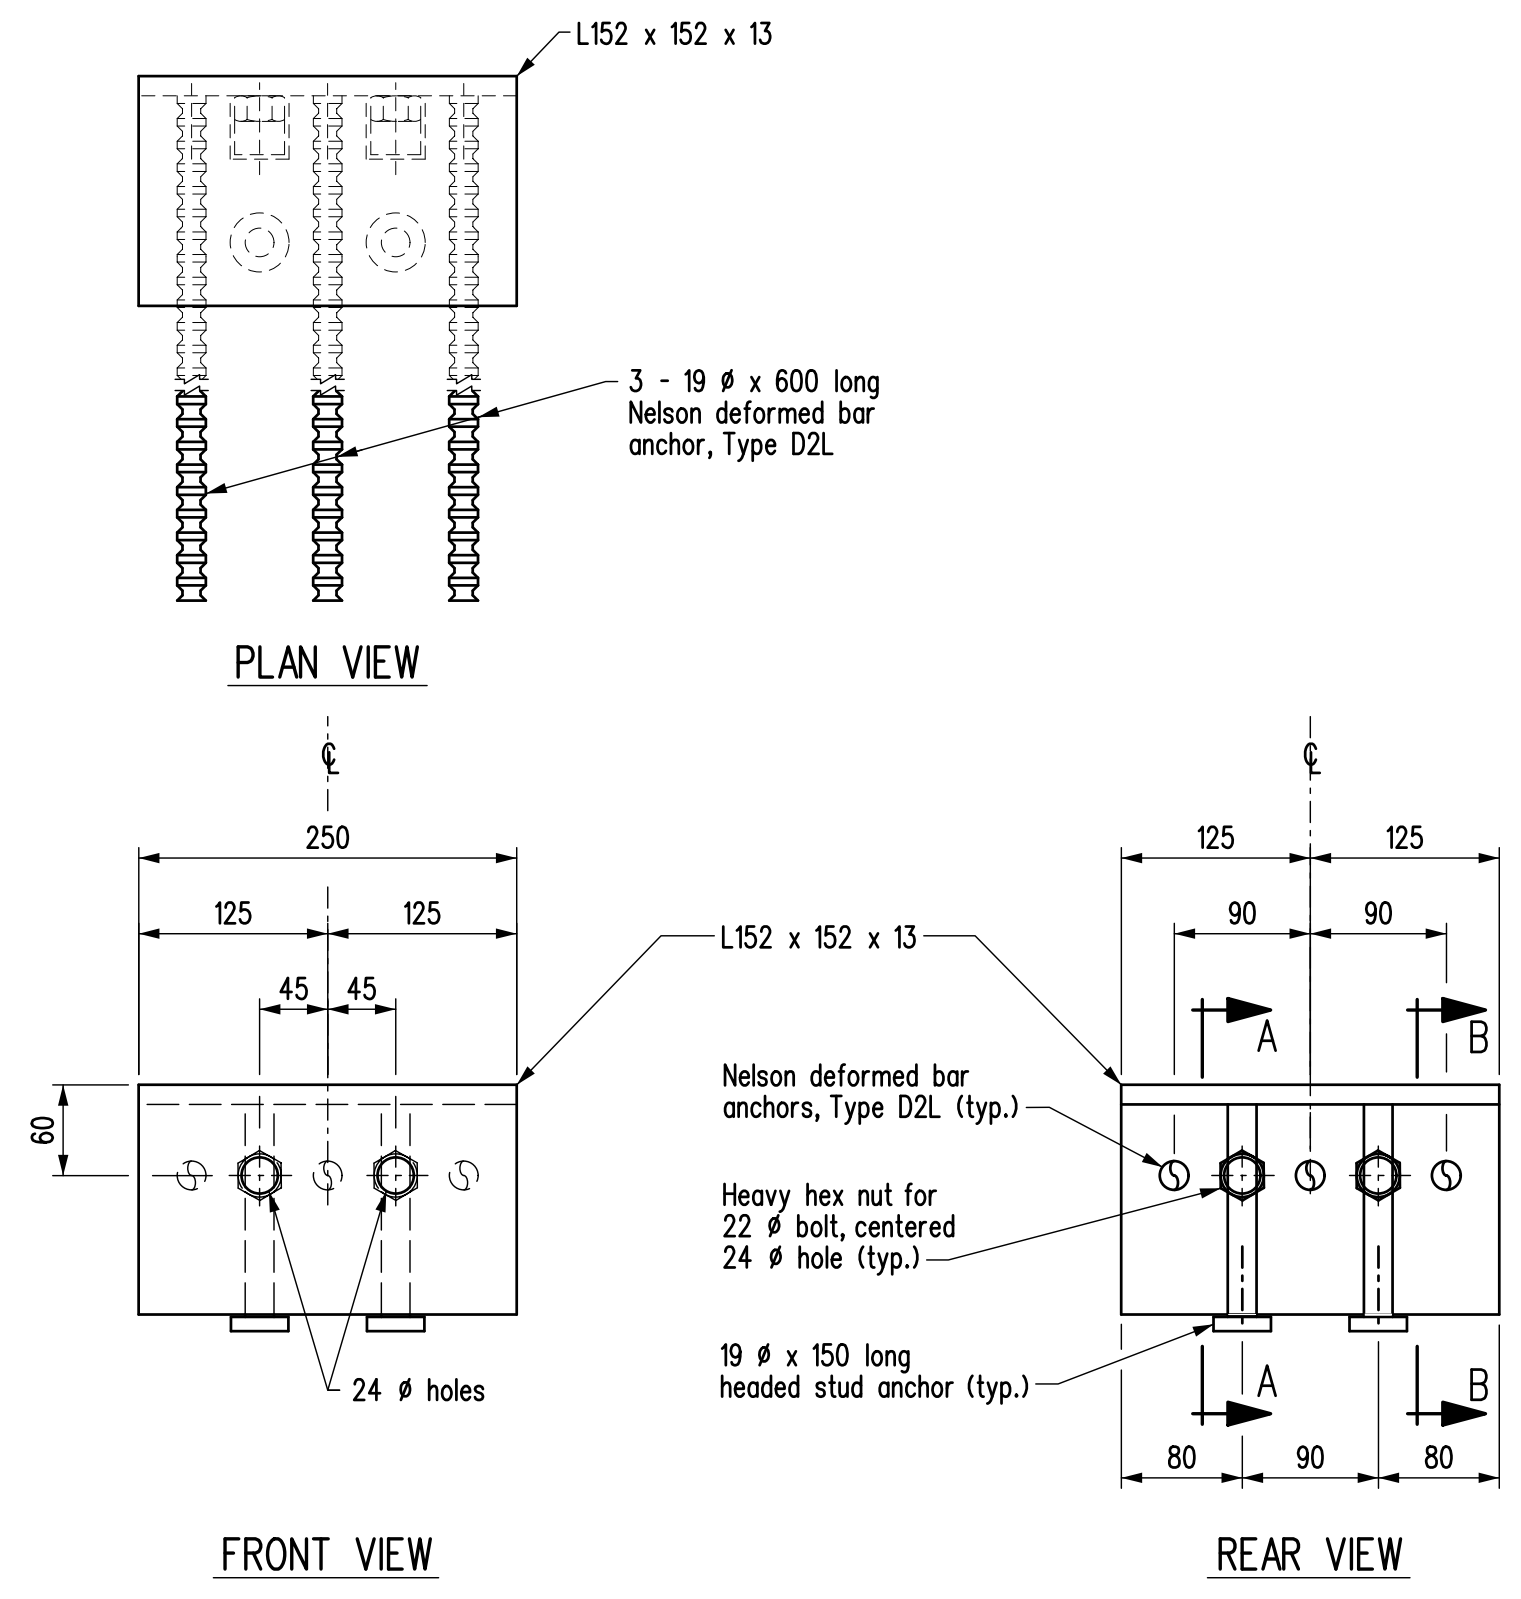 L152 x 152 x 13
3 - 19 Ø x 600 long
Nelson deformed bar
anchor, Type D2L
PLAN VIEW
℄
℄
250
125
125
45
45
60
24 Ø holes
FRONT VIEW
L152 x 152 x 13
Nelson deformed bar
anchors, Type D2L (typ.)
Heavy hex nut for
22 Ø bolt, centered
24 Ø hole (typ.)
19 Ø x 150 long
headed stud anchor (typ.)
125
125
90
90
A
B
A
B
80
90
80
REAR VIEW